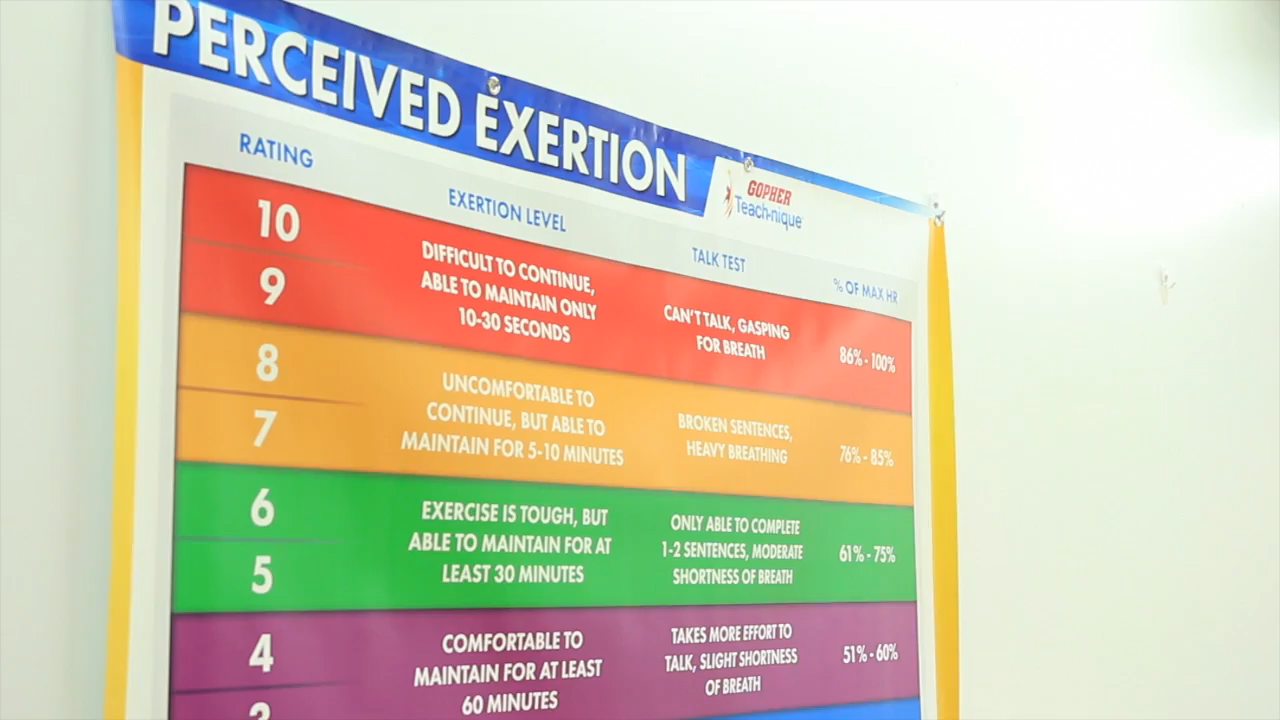 PERCEIVED EXERTION
GOPHER
Teach-nique
RATING
EXERTION LEVEL
TALK TEST
% OF MAX HR
10
9
DIFFICULT TO CONTINUE,
ABLE TO MAINTAIN ONLY
10-30 SECONDS
CAN'T TALK, GASPING
FOR BREATH
86% - 100%
8
7
UNCOMFORTABLE TO
CONTINUE, BUT ABLE TO
MAINTAIN FOR 5-10 MINUTES
BROKEN SENTENCES,
HEAVY BREATHING
76% - 85%
6
5
EXERCISE IS TOUGH, BUT
ABLE TO MAINTAIN FOR AT
LEAST 30 MINUTES
ONLY ABLE TO COMPLETE
1-2 SENTENCES, MODERATE
SHORTNESS OF BREATH
61% - 75%
4
3
COMFORTABLE TO
MAINTAIN FOR AT LEAST
60 MINUTES
TAKES MORE EFFORT TO
TALK, SLIGHT SHORTNESS
OF BREATH
51% - 60%